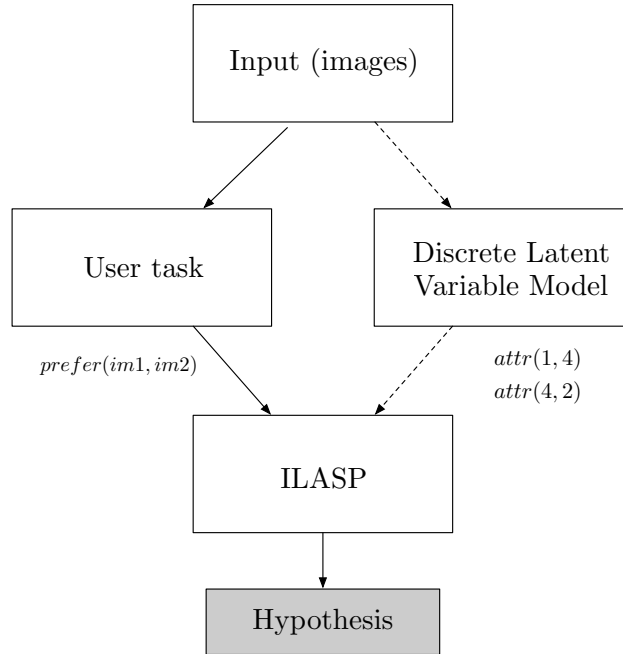 Input (images)
User task
Discrete Latent
Variable Model
prefer(im1, im2)
attr(1, 4)
attr(4, 2)
ILASP
Hypothesis